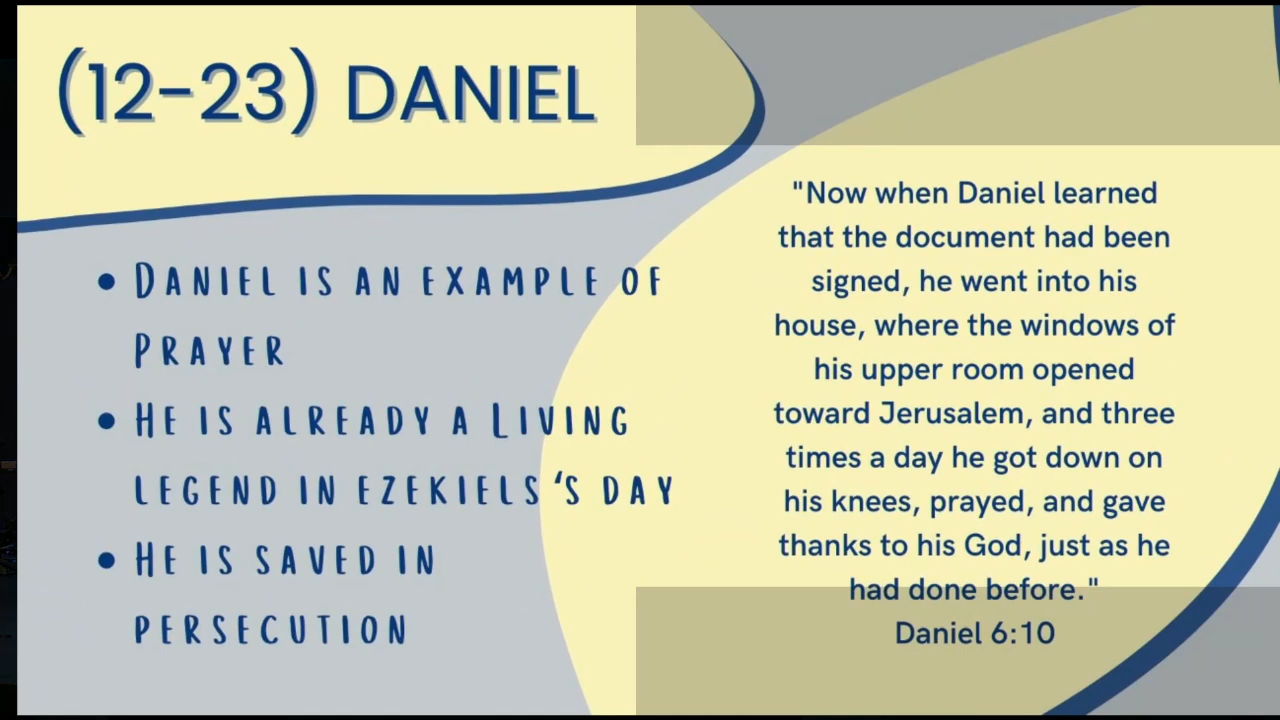 (12-23) DANIEL
• DANIEL IS AN EXAMPLE OF
PRAYER
• HE IS ALREADY A LIVING
LEGEND IN EZEKIELS 'S DAY
• HE IS SAVED IN
PERSECUTION
"Now when Daniel learned
that the document had been
signed, he went into his
house, where the windows of
his upper room opened
toward Jerusalem, and three
times a day he got down on
his knees, prayed, and gave
thanks to his God, just as he
had done before."
Daniel 6:10